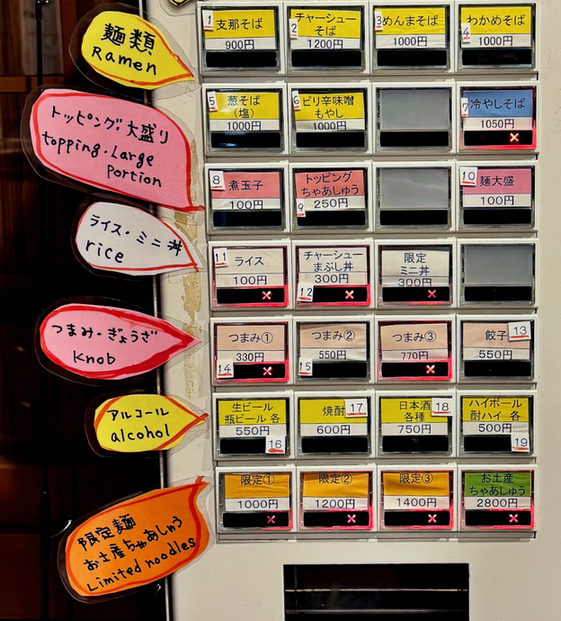 麺類
Ramen
1 支那そば
900円
2 チャーシュー
そば
1200円
3 めんまそば
1000円
4 わかめそば
1000円
トッピング・大盛り
topping・Large
Portion
5 葱そば
(塩)
1000円
6 ピリ辛味噌
もやし
1000円
7 冷やしそば
1050円
×
8 煮玉子
100円
トッピング
ちゃあしゅう
9 250円
10 麺大盛
100円
ライス・ミニ丼
rice
11 ライス
100円
×
チャーシュー
まぶし丼
300円
12 ×
限定
ミニ丼
300円
×
つまみ・ぎょうざ
Knob
つまみ①
330円
14 ×
つまみ②
550円
15
つまみ③
770円
×
餃子 13
550円
アルコール
alcohol
生ビール
瓶ビール 各
550円
16
焼酎 17
600円
日本酒 18
各種
750円
ハイボール
酎ハイ 各
500円
19
限定麺
お土産ちゃあしゅう
Limited noodles
限定①
1000円
×
限定②
1200円
×
限定③
1400円
×
お土産
ちゃあしゅう
2800円
×